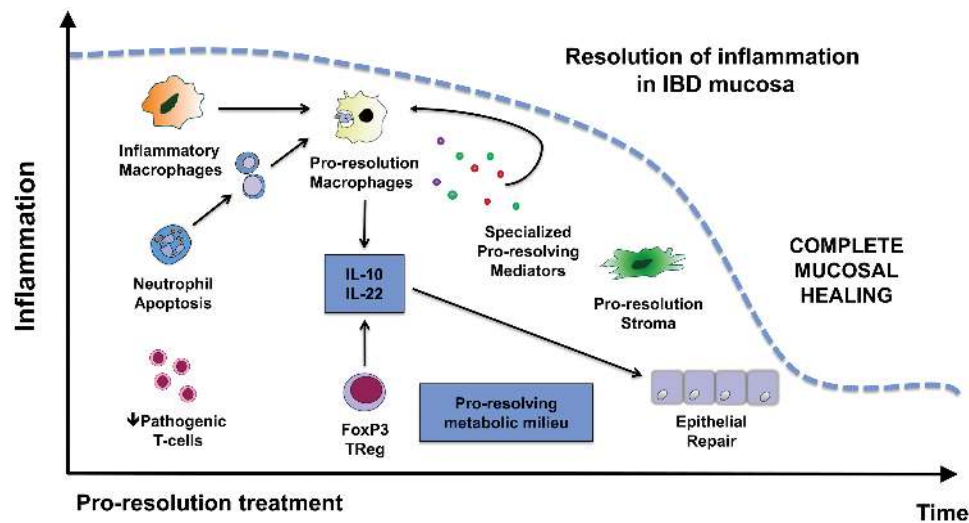 Resolution of inflammation
in IBD mucosa
Inflammatory
Macrophages
Pro-resolution
Macrophages
Specialized
Pro-resolving
Mediators
Neutrophil
Apoptosis
IL-10
IL-22
Pro-resolution
Stroma
COMPLETE
MUCOSAL
HEALING
↓Pathogenic
T-cells
FoxP3
TReg
Pro-resolving
metabolic milieu
Epithelial
Repair
Inflammation
Pro-resolution treatment
Time